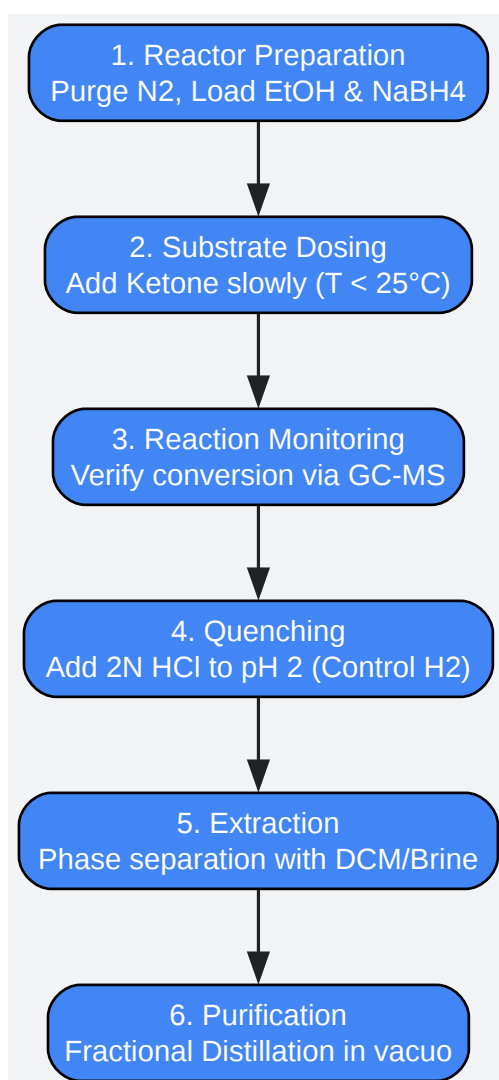 1. Reactor Preparation
Purge N2, Load EtOH & NaBH4
2. Substrate Dosing
Add Ketone slowly (T < 25°C)
3. Reaction Monitoring
Verify conversion via GC-MS
4. Quenching
Add 2N HCl to pH 2 (Control H2)
5. Extraction
Phase separation with DCM/Brine
6. Purification
Fractional Distillation in vacuo